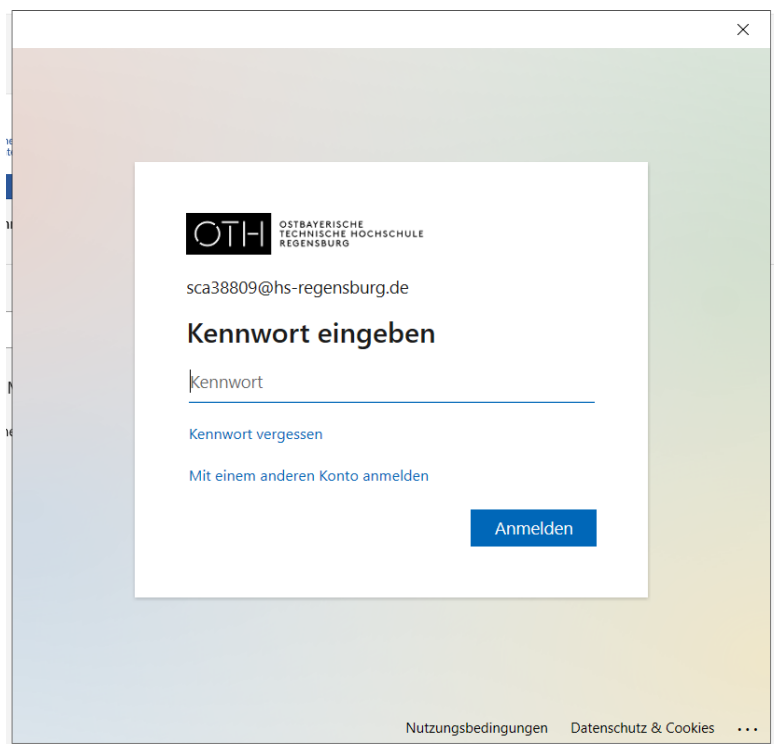 OTH
OSTBAYERISCHE
TECHNISCHE HOCHSCHULE
REGENSBURG
sca38809@hs-regensburg.de
Kennwort eingeben
Kennwort
Kennwort vergessen
Mit einem anderen Konto anmelden
Anmelden
Nutzungsbedingungen Datenschutz & Cookies ...